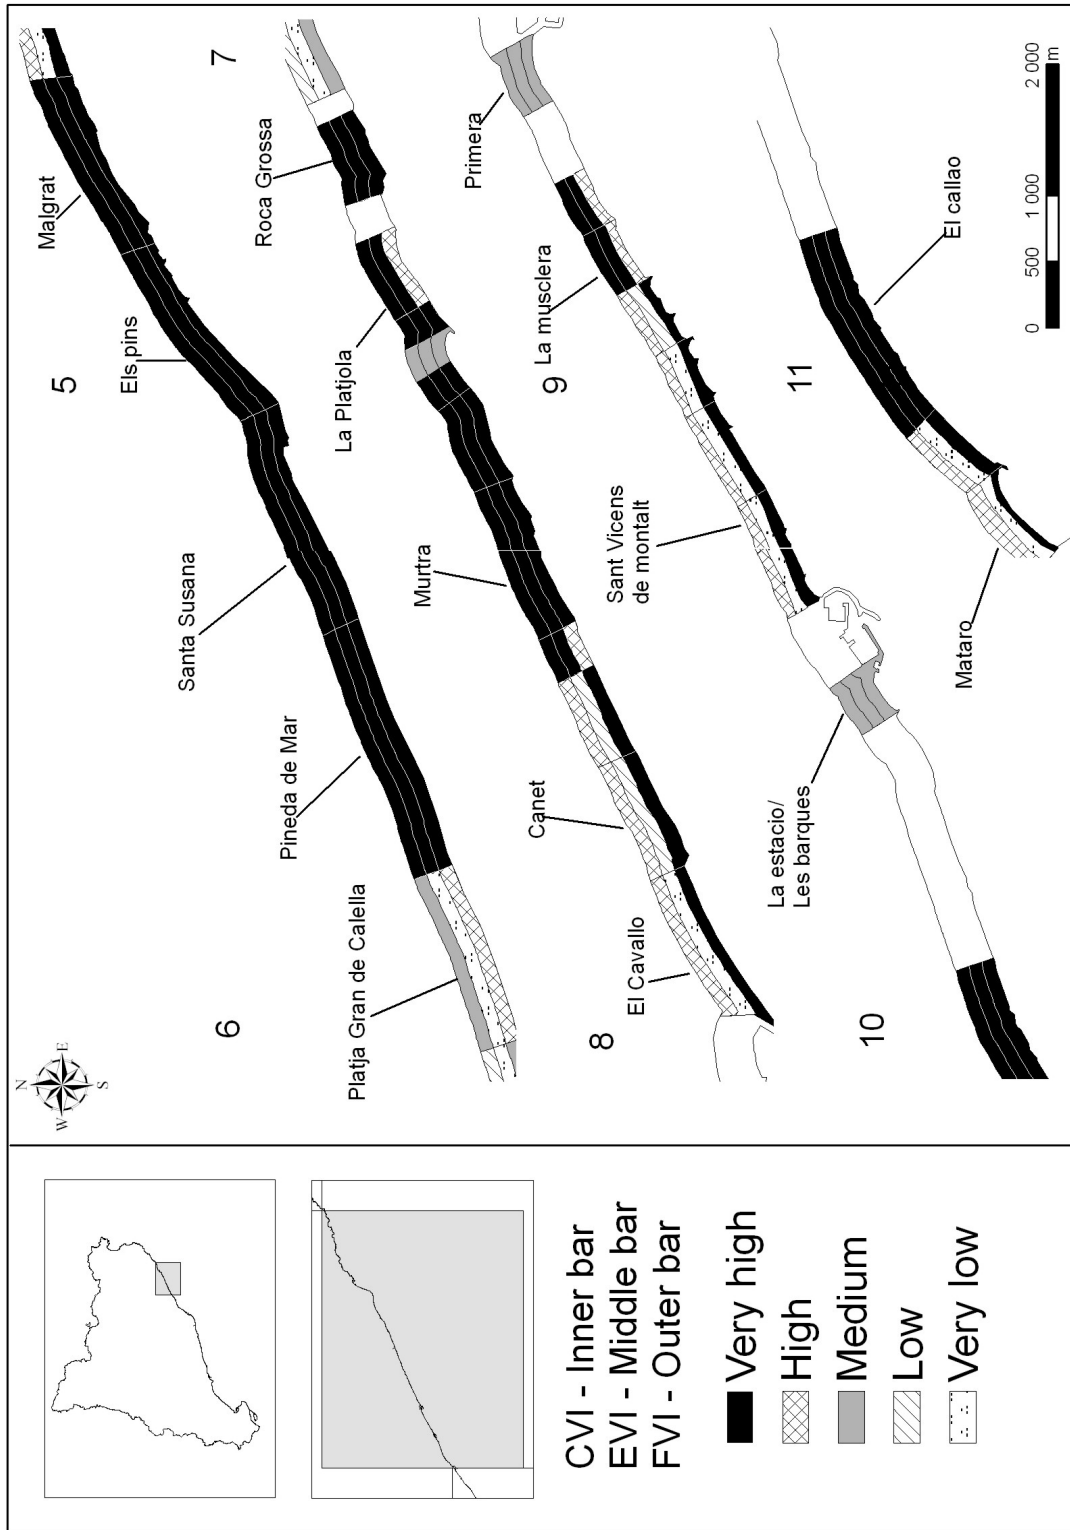 N
W
E
S
5
Malgrat
Els pins
Santa Susana
Pineda de Mar
6
Platja Gran de Calella
7
Roca Grossa
La Platjola
Murtra
Canet
8
El Cavallo
Primera
La musclera
9
Sant Vicens
de montalt
La estacio/
Les barques
10
11
El callao
Mataro
0
500
1 000
2 000
m
CVI - Inner bar
EVI - Middle bar
FVI - Outer bar
Very high
High
Medium
Low
Very low